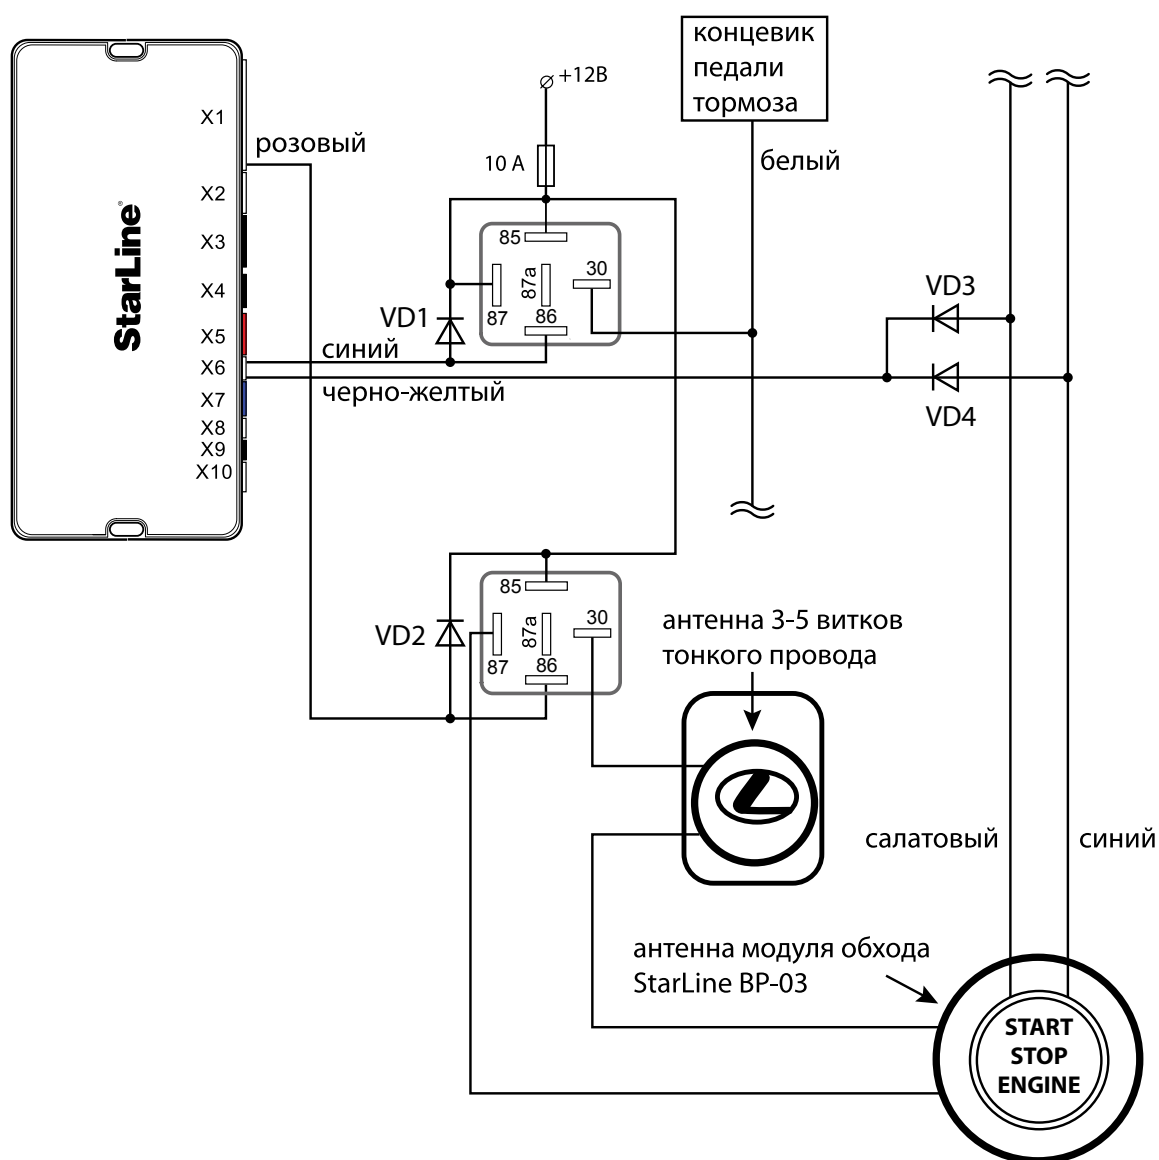 концевик
педали
тормоза
+12В
X1
розовый
10 А
белый
X2
StarLine®
X3
85
30
87a
X4
87
86
VD1
VD3
X5
синий
X6
черно-желтый
VD4
X7
X8
X9
X10
85
30
87a
VD2
87
86
антенна 3-5 витков
тонкого провода
салатовый
синий
антенна модуля обхода
StarLine BP-03
START
STOP
ENGINE